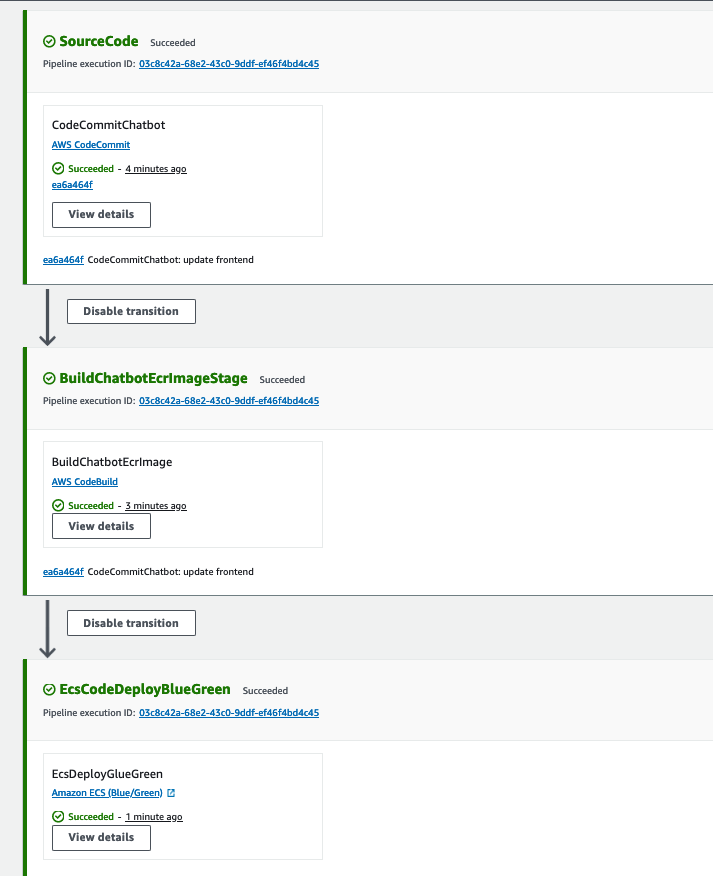 SourceCode Succeeded
Pipeline execution ID: 03c8c42a-68e2-43c0-9ddf-ef46f4bd4c45
CodeCommitChatbot
AWS CodeCommit
Succeeded - 4 minutes ago
ea6a464f
View details
ea6a464f CodeCommitChatbot: update frontend
Disable transition
BuildChatbotEcrImageStage Succeeded
Pipeline execution ID: 03c8c42a-68e2-43c0-9ddf-ef46f4bd4c45
BuildChatbotEcrImage
AWS CodeBuild
Succeeded - 3 minutes ago
View details
ea6a464f CodeCommitChatbot: update frontend
Disable transition
EcsCodeDeployBlueGreen Succeeded
Pipeline execution ID: 03c8c42a-68e2-43c0-9ddf-ef46f4bd4c45
EcsDeployGlueGreen
Amazon ECS (Blue/Green)
Succeeded - 1 minute ago
View details